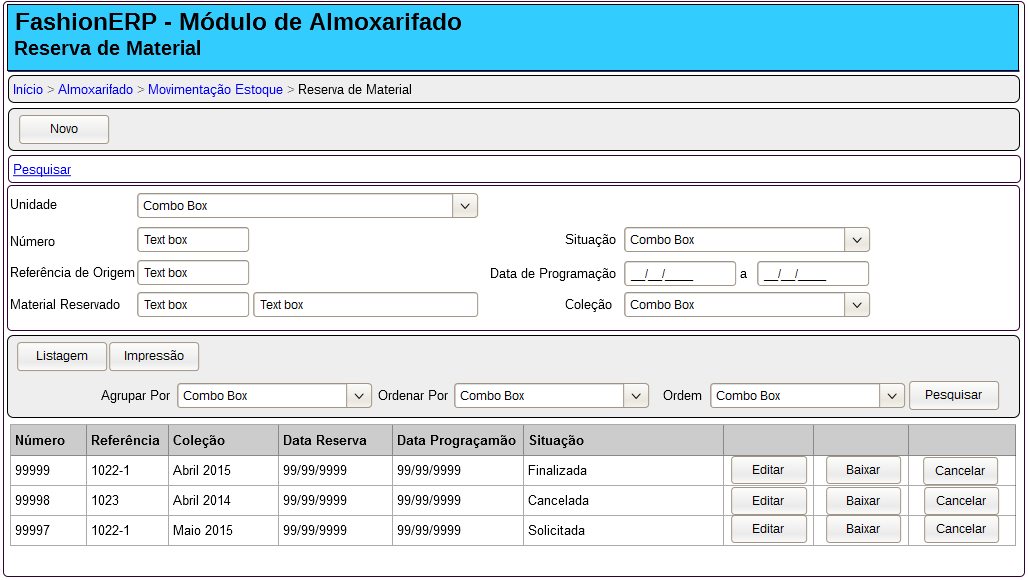 FashionERP - Módulo de Almoxarifado
Reserva de Material
Início > Almoxarifado > Movimentação Estoque > Reserva de Material
Novo
Pesquisar
Unidade Combo Box
Número Text box Situação Combo Box
Referência de Origem Text box Data de Programação __/__/____ a __/__/____
Material Reservado Text box Text box Coleção Combo Box
Listagem Impressão
Agrupar Por Combo Box Ordenar Por Combo Box Ordem Combo Box Pesquisar
Número Referência Coleção Data Reserva Data Prograçamão Situação
99999 1022-1 Abril 2015 99/99/9999 99/99/9999 Finalizada Editar Baixar Cancelar
99998 1023 Abril 2014 99/99/9999 99/99/9999 Cancelada Editar Baixar Cancelar
99997 1022-1 Maio 2015 99/99/9999 99/99/9999 Solicitada Editar Baixar Cancelar